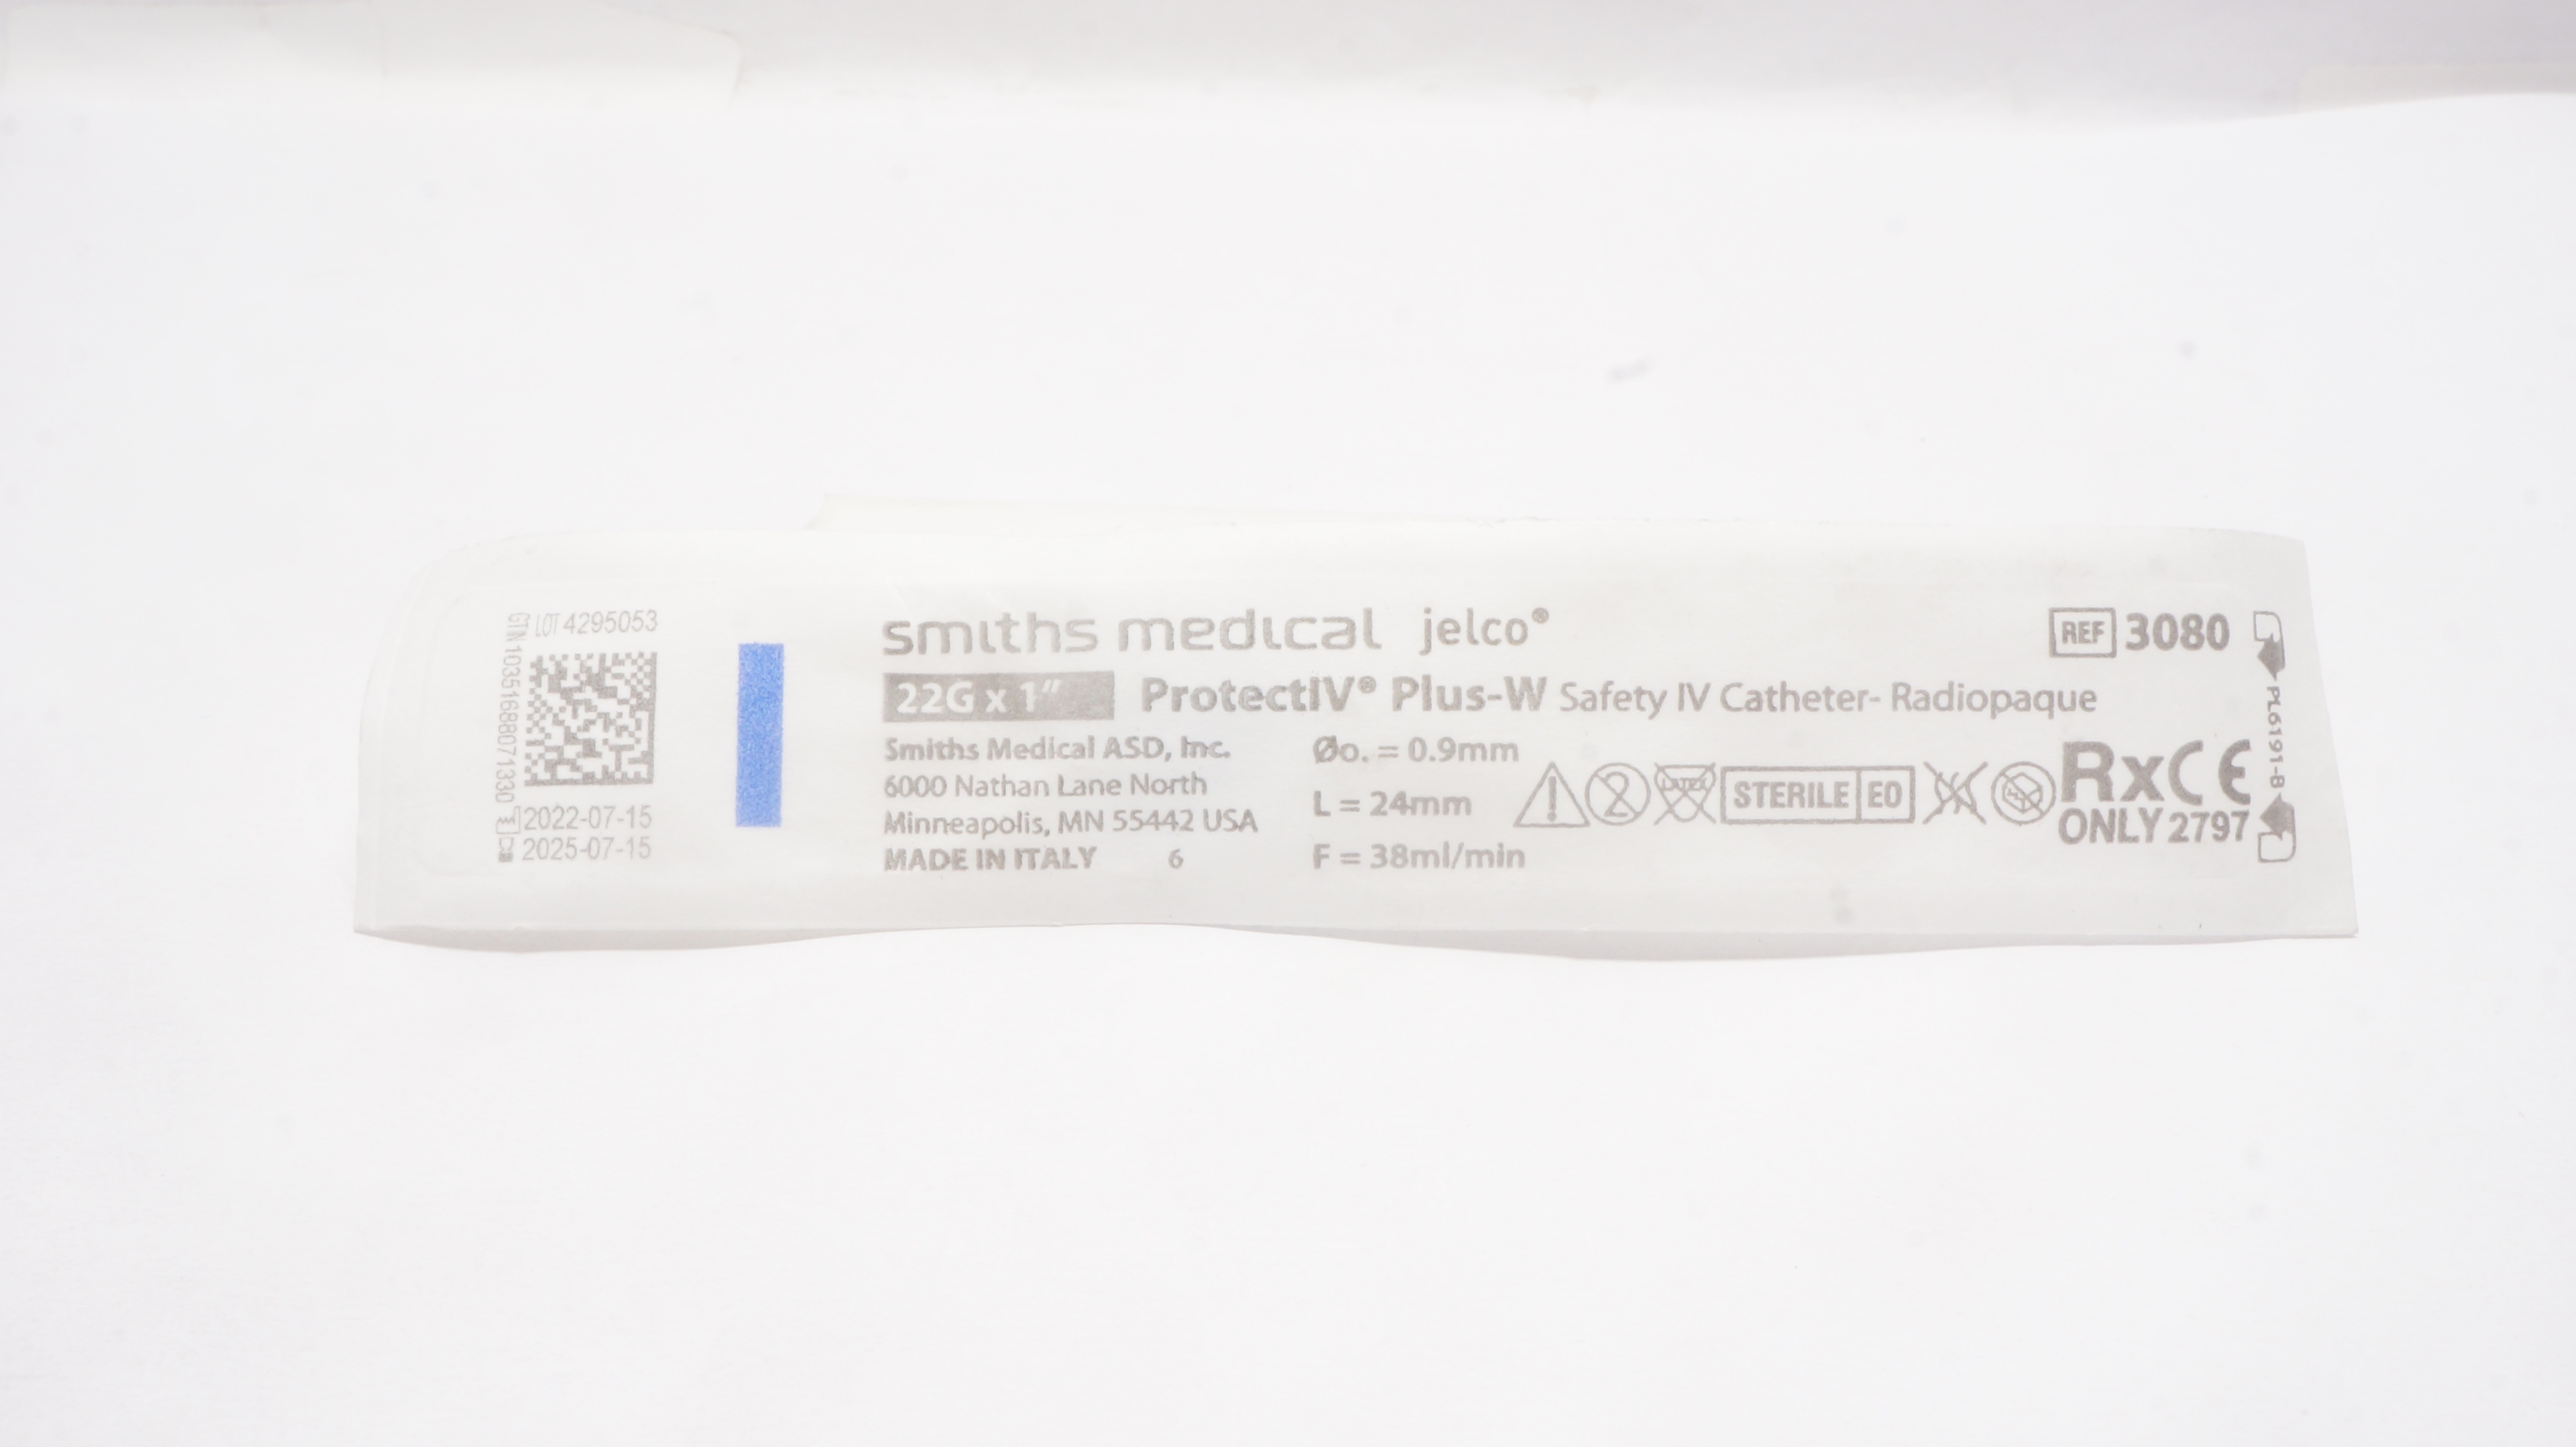 LOT 4295053
GTIN 10351688071330
2022-07-15
2025-07-15
smiths medical jelco®
22G x 1"
ProtectIV® Plus-W Safety IV Catheter- Radiopaque
Smiths Medical ASD, Inc.
6000 Nathan Lane North
Minneapolis, MN 55442 USA
MADE IN ITALY 6
Øo. = 0.9mm
L = 24mm
F = 38ml/min
2
LATEX
STERILE EO
REF 3080
Rx CE
ONLY 2797
PL6191-B